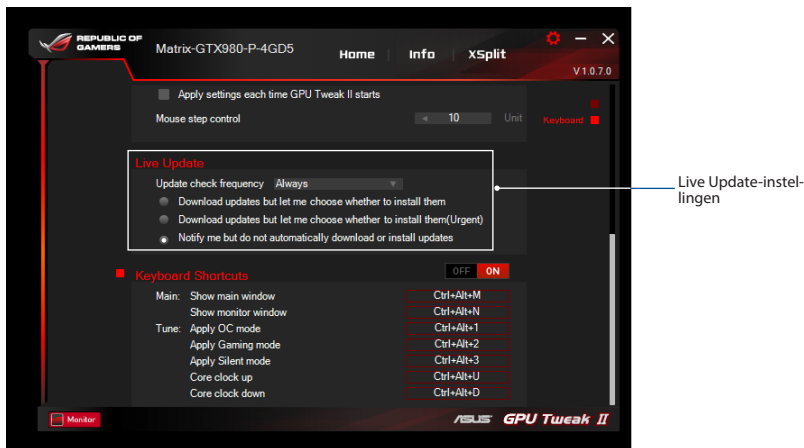 REPUBLIC OF
GAMERS
Matrix-GTX980-P-4GD5
Home
Info
XSplit
V 1.0.7.0
Apply settings each time GPU Tweak II starts
Mouse step control
10
Unit
Keyboard
Live Update
Update check frequency
Always
Download updates but let me choose whether to install them
Download updates but let me choose whether to install them(Urgent)
Notify me but do not automatically download or install updates
Live Update-instel-
lingen
Keyboard Shortcuts
OFF ON
Main: Show main window Ctrl+Alt+M
Show monitor window Ctrl+Alt+N
Tune: Apply OC mode Ctrl+Alt+1
Apply Gaming mode Ctrl+Alt+2
Apply Silent mode Ctrl+Alt+3
Core clock up Ctrl+Alt+U
Core clock down Ctrl+Alt+D
Monitor
ASUS GPU Tweak II